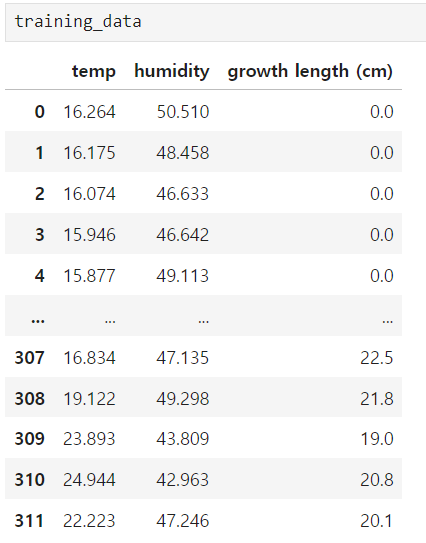 training_data
temp humidity growth length (cm)
0 16.264 50.510 0.0
1 16.175 48.458 0.0
2 16.074 46.633 0.0
3 15.946 46.642 0.0
4 15.877 49.113 0.0
... ... ... ...
307 16.834 47.135 22.5
308 19.122 49.298 21.8
309 23.893 43.809 19.0
310 24.944 42.963 20.8
311 22.223 47.246 20.1